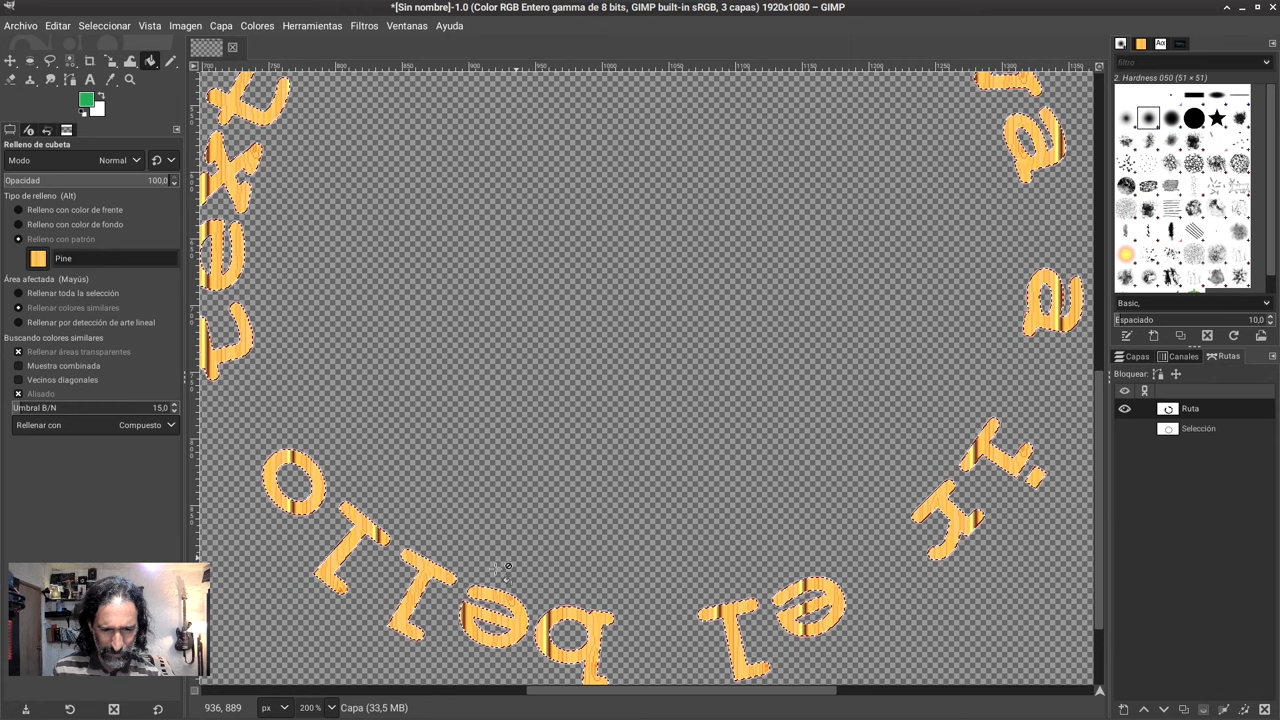 *[Sin nombre]-1.0 (Color RGB Entero gamma de 8 bits, GIMP built-in sRGB, 3 capas) 1920x1080 – GIMP
Archivo Editar Seleccionar Vista Imagen Capa Colores Herramientas Filtros Ventanas Ayuda
filtro
2. Hardness 050 (51 × 51)
Relleno de cubeta
Modo Normal
Opacidad 100,0
Tipo de relleno (Alt)
Relleno con color de frente
Relleno con color de fondo
Relleno con patrón
Pine
Área afectada (Mayús)
Rellenar toda la selección
Rellenar colores similares
Rellenar por detección de arte lineal
Buscando colores similares
Rellenar áreas transparentes
Muestra combinada
Vecinos diagonales
Alisado
Umbral B/N 15,0
Rellenar con Compuesto
Basic,
Espaciado 10,0
Capas Canales Rutas
Bloquear:
Ruta
Selección
936, 889 px 200 % Capa (33,5 MB)